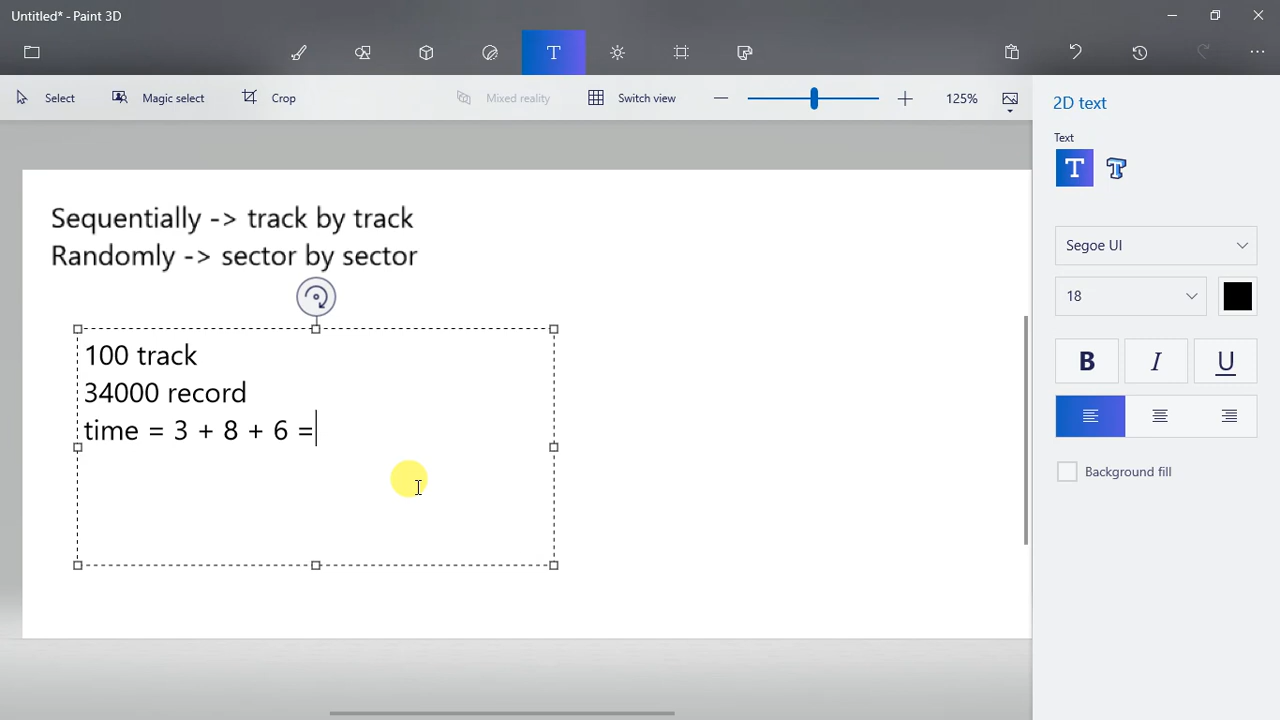 Untitled* - Paint 3D
Select
Magic select
Crop
Mixed reality
Switch view
125%
2D text
Text
Segoe UI
18
B I U
Background fill
Sequentially -> track by track
Randomly -> sector by sector
100 track
34000 record
time = 3 + 8 + 6 =